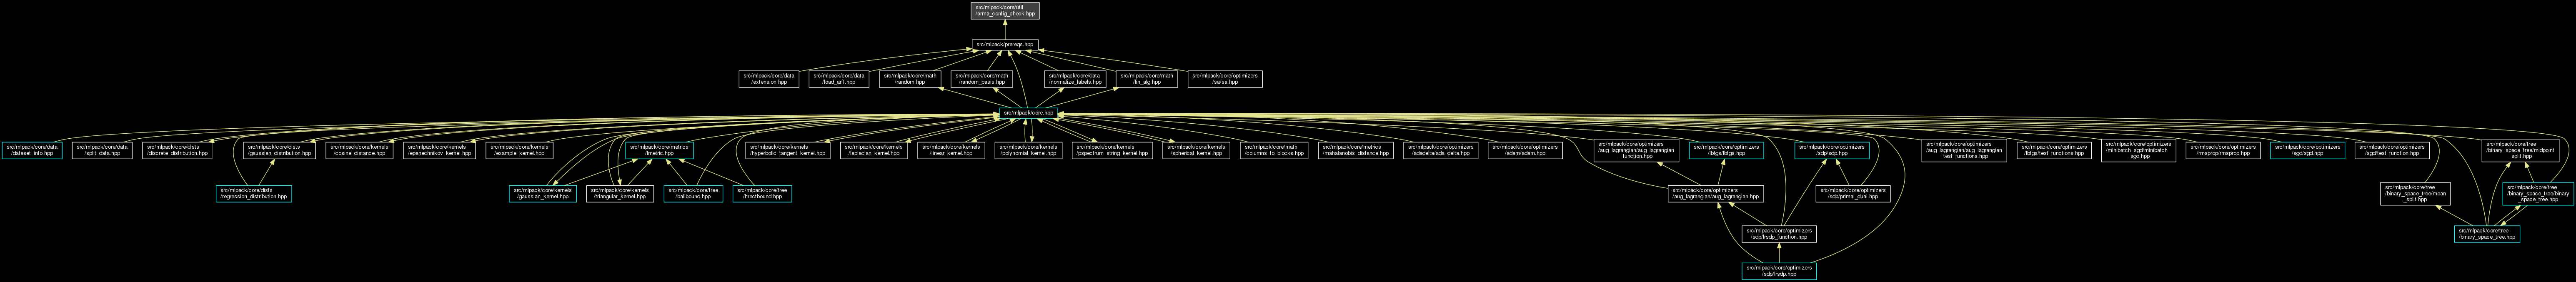 src/mlpack/core/util
/arma_config_check.hpp
src/mlpack/prereqs.hpp
src/mlpack/core/data
/extension.hpp
src/mlpack/core/data
/load_arff.hpp
src/mlpack/core/math
/random.hpp
src/mlpack/core/math
/random_basis.hpp
src/mlpack/core/data
/normalize_labels.hpp
src/mlpack/core/math
/lin_alg.hpp
src/mlpack/core/optimizers
/sa/sa.hpp
src/mlpack/core.hpp
src/mlpack/core/data
/dataset_info.hpp
src/mlpack/core/data
/split_data.hpp
src/mlpack/core/dists
/discrete_distribution.hpp
src/mlpack/core/dists
/gaussian_distribution.hpp
src/mlpack/core/kernels
/cosine_distance.hpp
src/mlpack/core/kernels
/epanechnikov_kernel.hpp
src/mlpack/core/kernels
/example_kernel.hpp
src/mlpack/core/metrics
/lmetric.hpp
src/mlpack/core/kernels
/hyperbolic_tangent_kernel.hpp
src/mlpack/core/kernels
/laplacian_kernel.hpp
src/mlpack/core/kernels
/linear_kernel.hpp
src/mlpack/core/kernels
/polynomial_kernel.hpp
src/mlpack/core/kernels
/pspectrum_string_kernel.hpp
src/mlpack/core/kernels
/spherical_kernel.hpp
src/mlpack/core/math
/columns_to_blocks.hpp
src/mlpack/core/metrics
/mahalanobis_distance.hpp
src/mlpack/core/optimizers
/adadelta/ada_delta.hpp
src/mlpack/core/optimizers
/adam/adam.hpp
src/mlpack/core/optimizers
/aug_lagrangian/aug_lagrangian
_function.hpp
src/mlpack/core/optimizers
/lbfgs/lbfgs.hpp
src/mlpack/core/optimizers
/sdp/sdp.hpp
src/mlpack/core/optimizers
/aug_lagrangian/aug_lagrangian
_test_functions.hpp
src/mlpack/core/optimizers
/lbfgs/test_functions.hpp
src/mlpack/core/optimizers
/minibatch_sgd/minibatch
_sgd.hpp
src/mlpack/core/optimizers
/rmsprop/rmsprop.hpp
src/mlpack/core/optimizers
/sgd/sgd.hpp
src/mlpack/core/optimizers
/sgd/test_function.hpp
src/mlpack/core/tree
/binary_space_tree/midpoint
_split.hpp
src/mlpack/core/dists
/regression_distribution.hpp
src/mlpack/core/kernels
/gaussian_kernel.hpp
src/mlpack/core/kernels
/triangular_kernel.hpp
src/mlpack/core/tree
/ballbound.hpp
src/mlpack/core/tree
/hrectbound.hpp
src/mlpack/core/optimizers
/aug_lagrangian/aug_lagrangian.hpp
src/mlpack/core/optimizers
/sdp/primal_dual.hpp
src/mlpack/core/tree
/binary_space_tree/mean
_split.hpp
src/mlpack/core/tree
/binary_space_tree/binary
_space_tree.hpp
src/mlpack/core/optimizers
/sdp/lrsdp_function.hpp
src/mlpack/core/tree
/binary_space_tree.hpp
src/mlpack/core/optimizers
/sdp/lrsdp.hpp